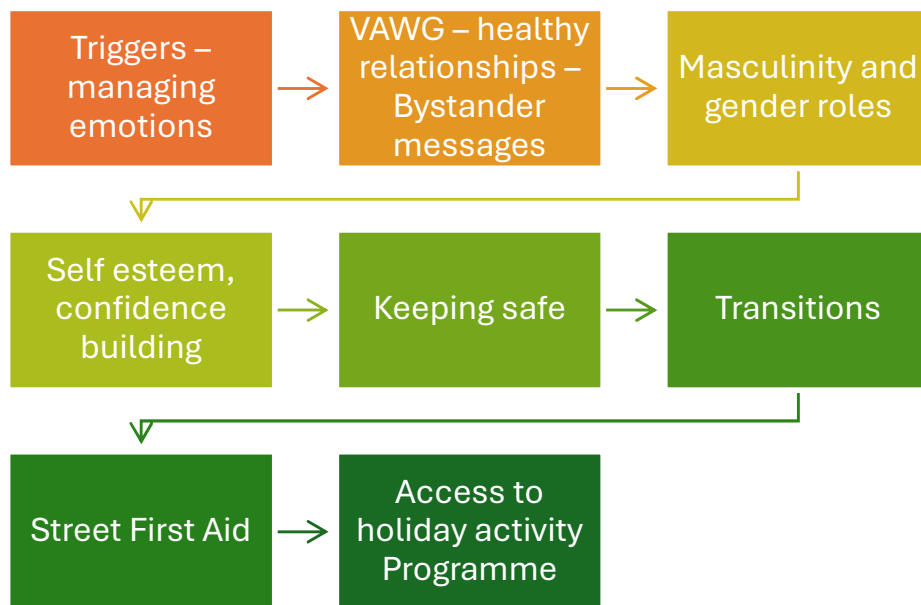 Triggers –
managing
emotions
VAWG – healthy
relationships –
Bystander
messages
Masculinity and
gender roles
Self esteem,
confidence
building
Keeping safe
Transitions
Street First Aid
Access to
holiday activity
Programme